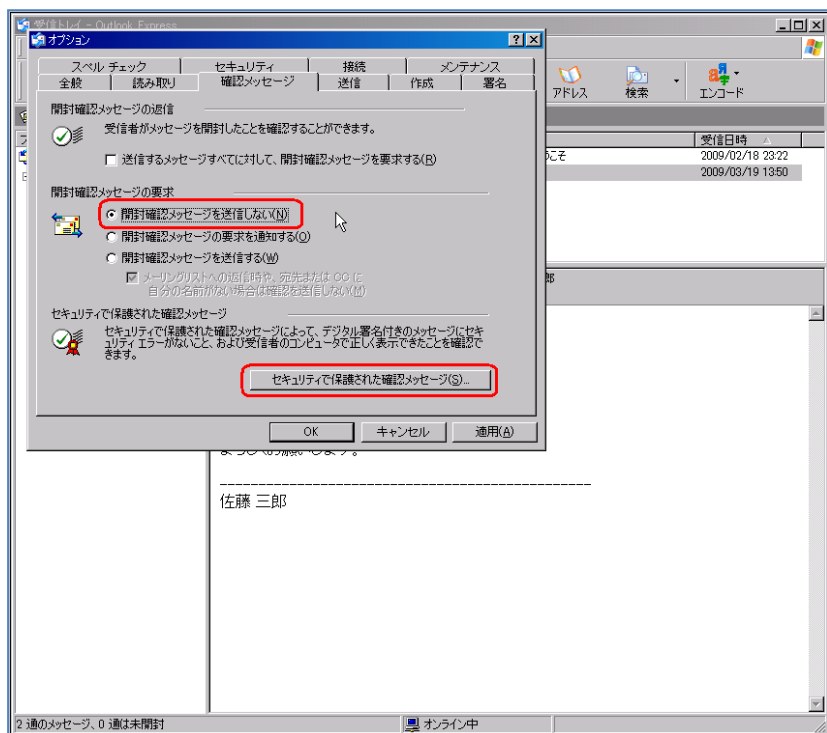 受信トレイ - Outlook Express
オプション
スペル チェック セキュリティ 接続 メンテナンス
全般 読み取り 確認メッセージ 送信 作成 署名
アドレス 検索 エンコード
開封確認メッセージの返信
受信者がメッセージを開封したことを確認することができます。
送信するメッセージすべてに対して、開封確認メッセージを要求する(R)
受信日時
2009/02/18 23:22
2009/03/19 13:50
開封確認メッセージの要求
開封確認メッセージを送信しない(N)
開封確認メッセージの要求を通知する(O)
開封確認メッセージを送信する(W)
メーリングリストへの返信時や、宛先または CC に
自分の名前がない場合は確認を送信しない(M)
セキュリティで保護された確認メッセージ
セキュリティで保護された確認メッセージによって、デジタル署名付きのメッセージにセキ
ュリティ エラーがないこと、および受信者のコンピュータで正しく表示できたことを確認で
きます。
セキュリティで保護された確認メッセージ(S)...
OK キャンセル 適用(A)
佐藤 三郎
2 通のメッセージ、0 通は未開封 オンライン中